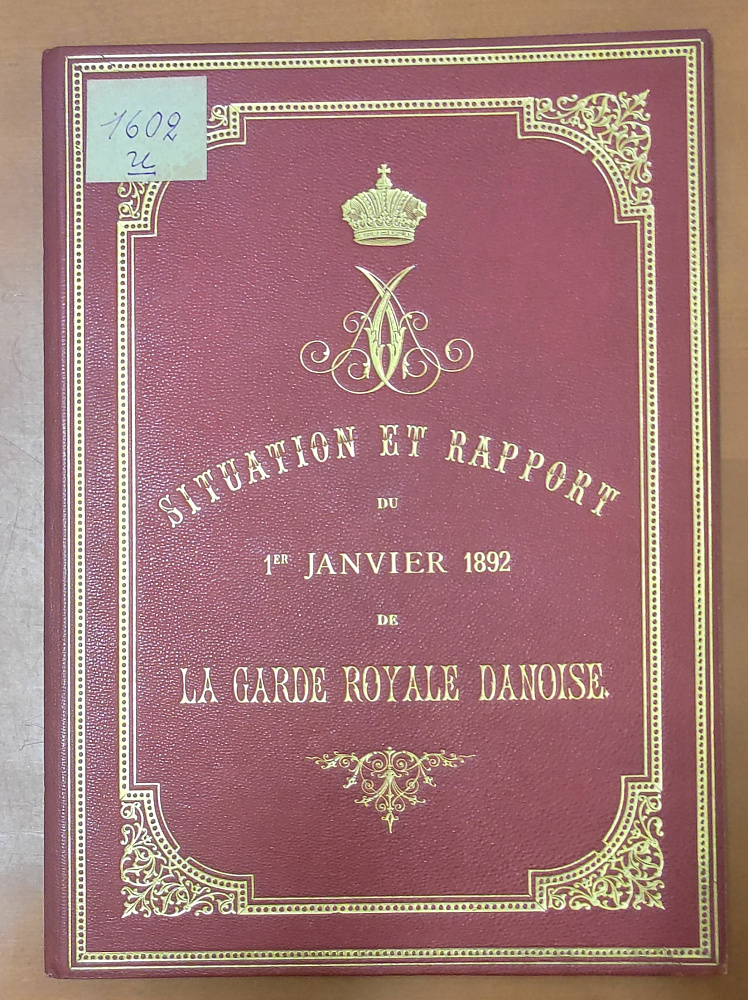 1602
и
SITUATION ET RAPPORT
DU
1ER JANVIER 1892
DE
LA GARDE ROYALE DANOISE.